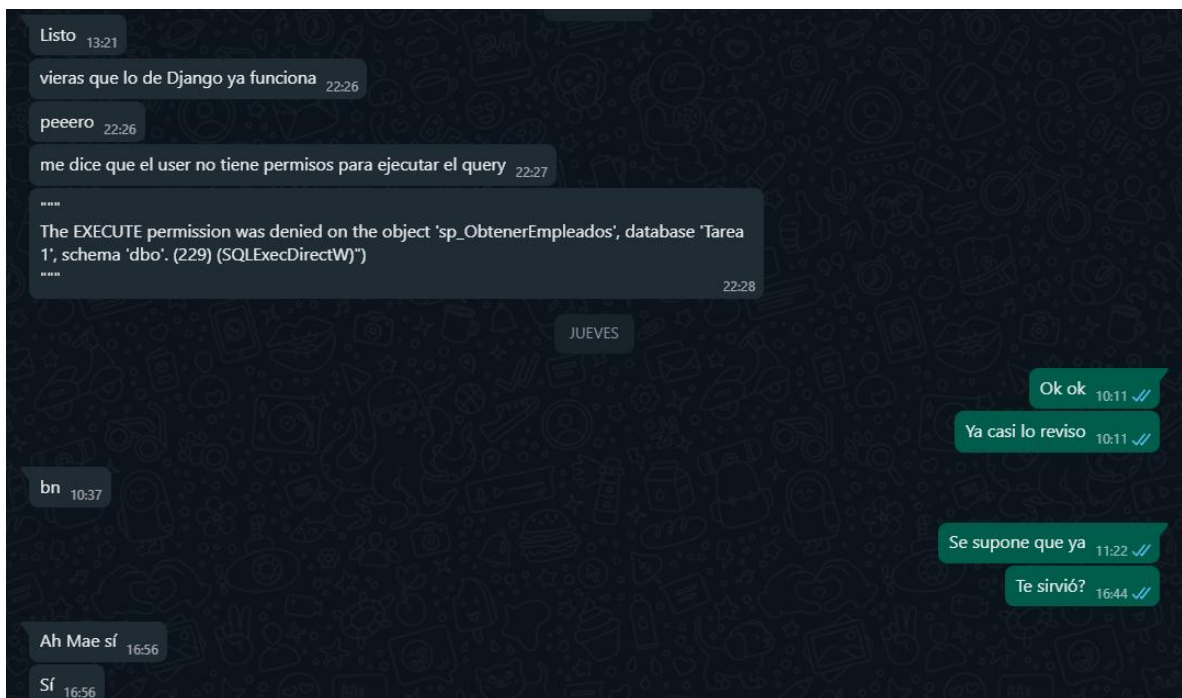 Listo 13:21
vieras que lo de Django ya funciona 22:26
peeero 22:26
me dice que el user no tiene permisos para ejecutar el query 22:27
"""
The EXECUTE permission was denied on the object 'sp_ObtenerEmpleados', database 'Tarea
1', schema 'dbo'. (229) (SQLExecDirectW)")
"""
22:28
JUEVES
Ok ok 10:11
Ya casi lo reviso 10:11
bn 10:37
Se supone que ya 11:22
Te sirvió? 16:44
Ah Mae sí 16:56
Sí 16:56